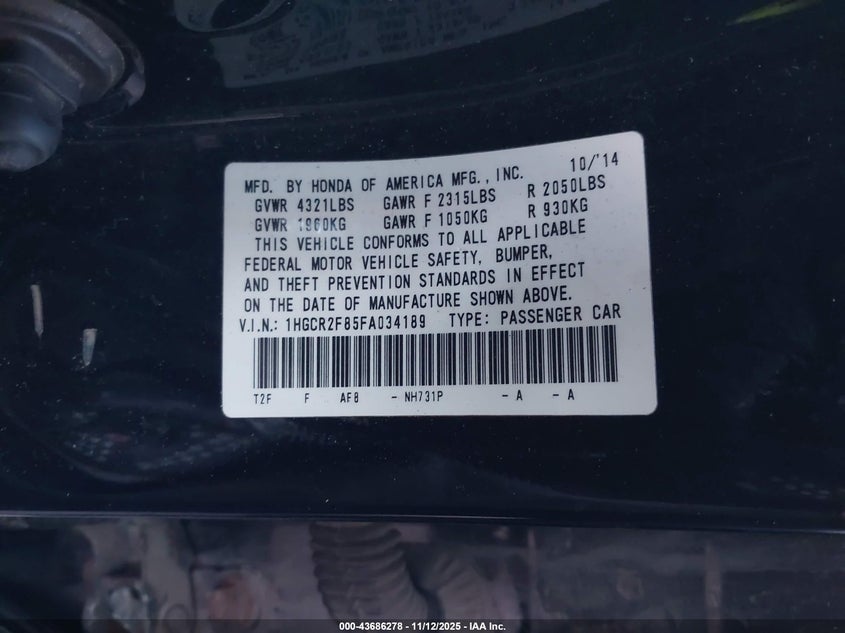 MFD. BY HONDA OF AMERICA MFG., INC. 10/'14
GVWR 4321LBS GAWR F 2315LBS R 2050LBS
GVWR 1960KG GAWR F 1050KG R 930KG
THIS VEHICLE CONFORMS TO ALL APPLICABLE
FEDERAL MOTOR VEHICLE SAFETY, BUMPER,
AND THEFT PREVENTION STANDARDS IN EFFECT
ON THE DATE OF MANUFACTURE SHOWN ABOVE.
V.I.N.: 1HGCR2F85FA034189 TYPE: PASSENGER CAR
T2F F AF8 - NH731P - A - A
000-43686278 - 11/12/2025 - IAA Inc.